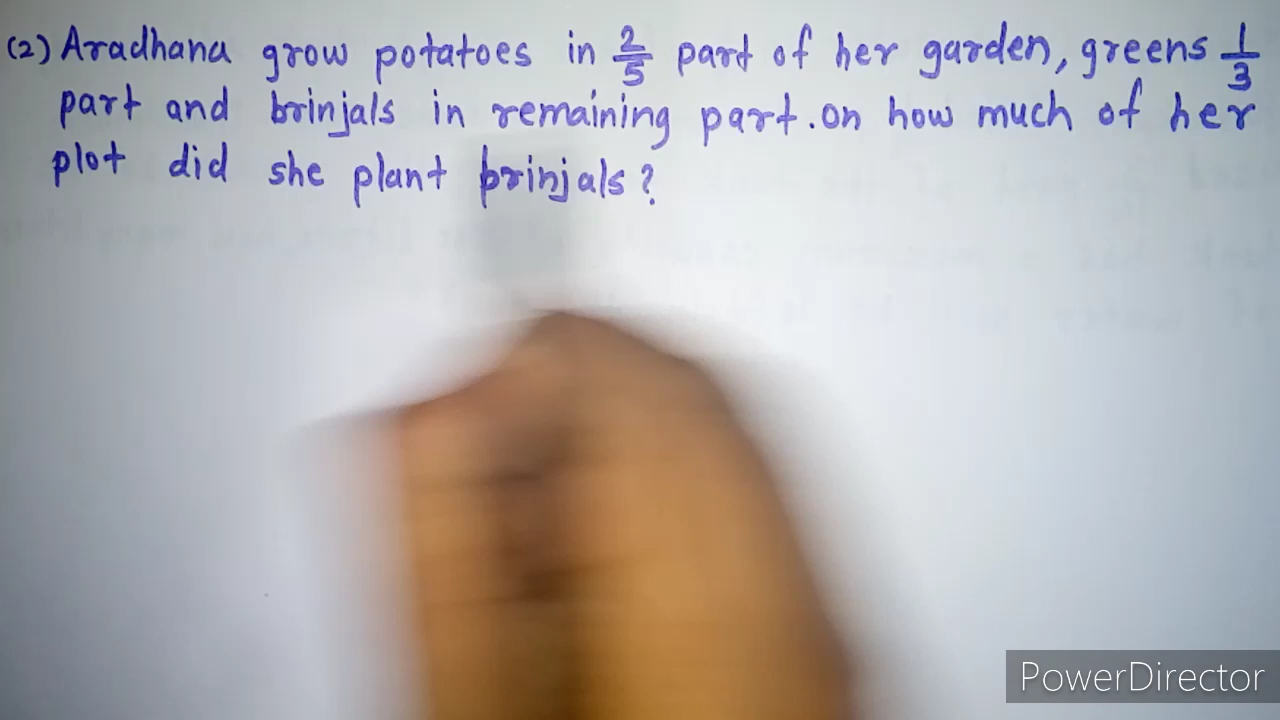 (2) Aradhana grow potatoes in 2/5 part of her garden, greens 1/3
part and brinjals in remaining part. on how much of her
plot did she plant brinjals?
PowerDirector